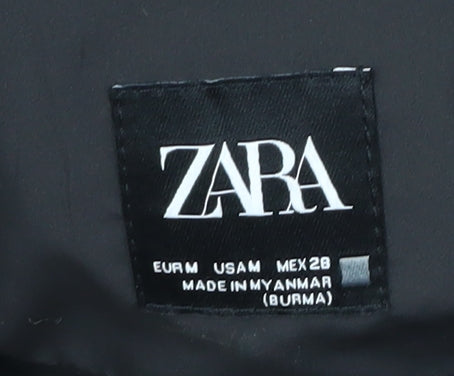 ZARA
EUR M USA M MEX 28
MADE IN MYANMAR
(BURMA)